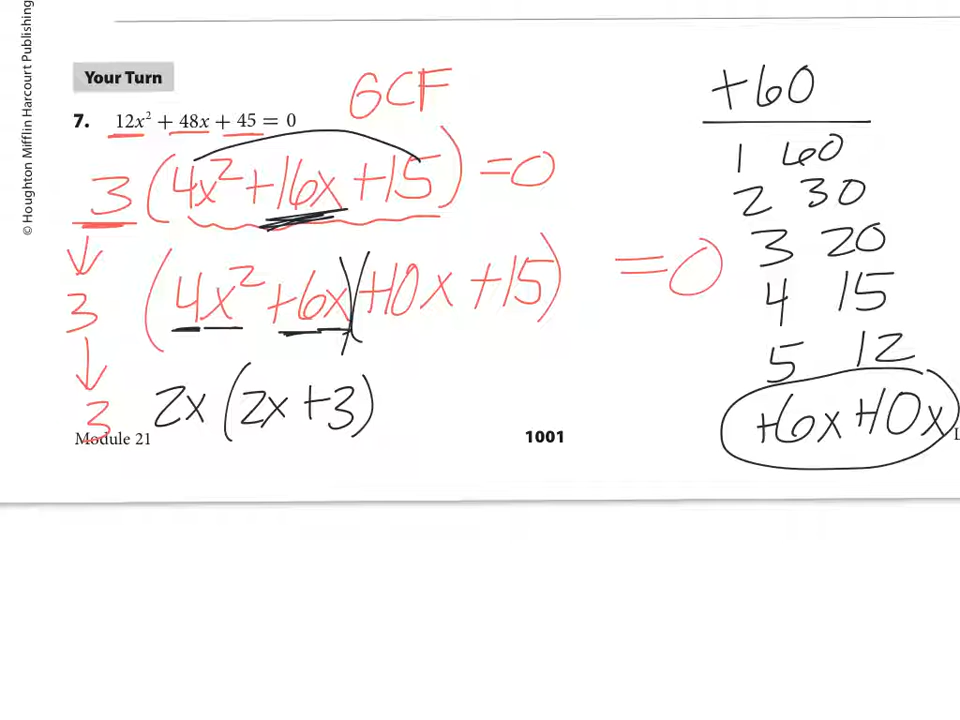 © Houghton Mifflin Harcourt Publishing
Your Turn
GCF
7. 12x² + 48x + 45 = 0
3(4x²+16x+15)=0
3 (4x²+6x)(+10x+15) =0
3 2x(2x+3)
+60
1 60
2 30
3 20
4 15
5 12
+6x+10x
Module 21
1001
L